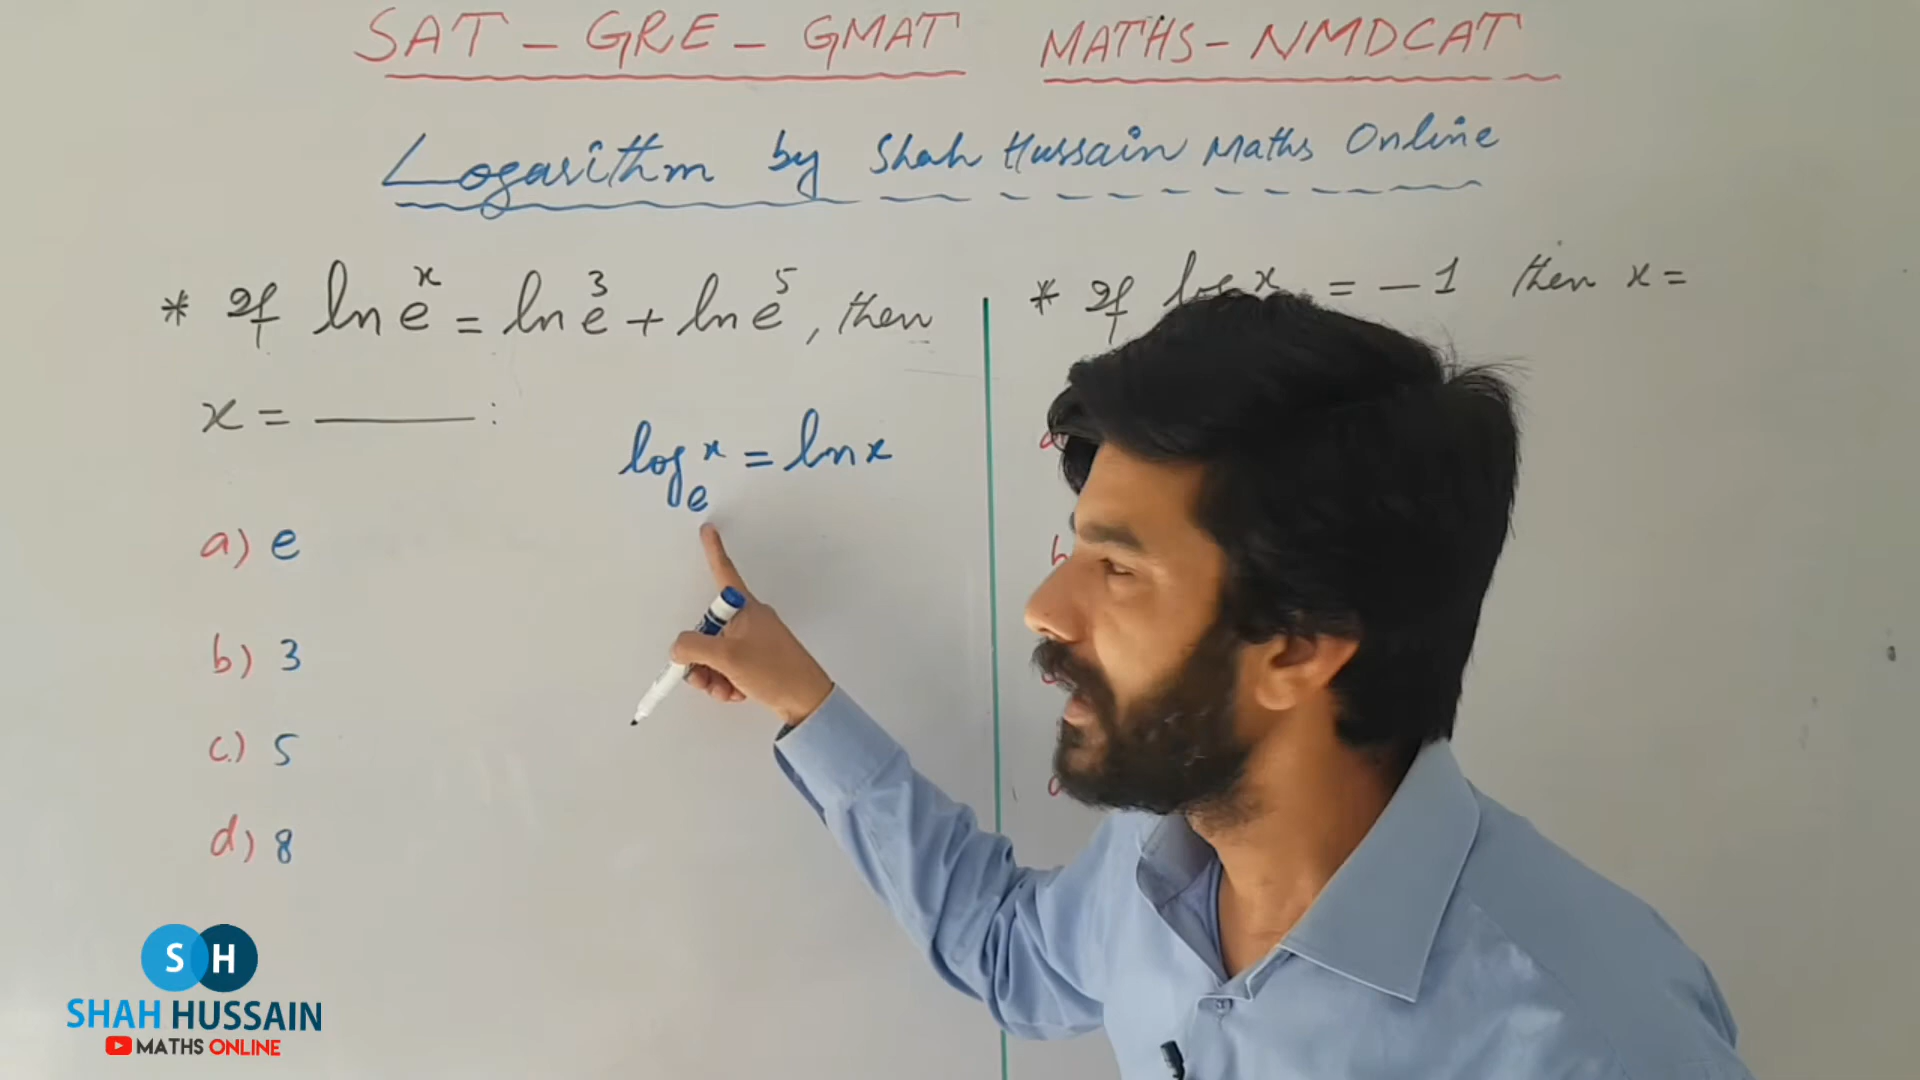 SAT - GRE - GMAT MATHS - NMDCAT
Logarithm by Shah Hussain Maths Online
* If ln e^x = ln e^3 + ln e^5, then
x = ______ :
log_e x = ln x
a) e
b) 3
c) 5
d) 8
* If log x = -1 then x =
S H
SHAH HUSSAIN
MATHS ONLINE